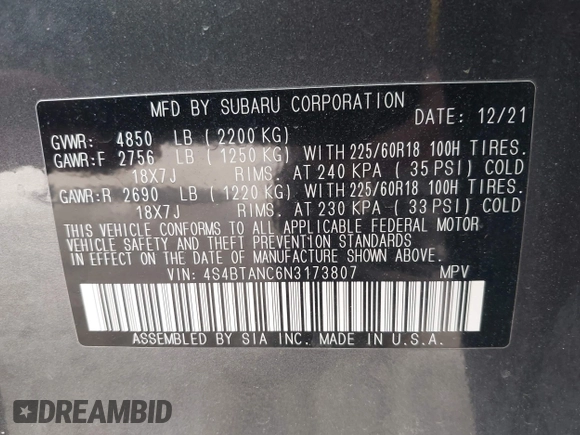 MFD BY SUBARU CORPORATION
DATE: 12/21
GVWR: 4850 LB (2200 KG)
GAWR:F 2756 LB (1250 KG) WITH 225/60R18 100H TIRES.
18X7J RIMS. AT 240 KPA (35 PSI) COLD
GAWR:R 2690 LB (1220 KG) WITH 225/60R18 100H TIRES.
18X7J RIMS. AT 230 KPA (33 PSI) COLD
THIS VEHICLE CONFORMS TO ALL APPLICABLE FEDERAL MOTOR
VEHICLE SAFETY AND THEFT PREVENTION STANDARDS
IN EFFECT ON THE DATE OF MANUFACTURE SHOWN ABOVE.
VIN: 4S4BTANC6N3173807 MPV
ASSEMBLED BY SIA INC. MADE IN U.S.A.
DREAMBID